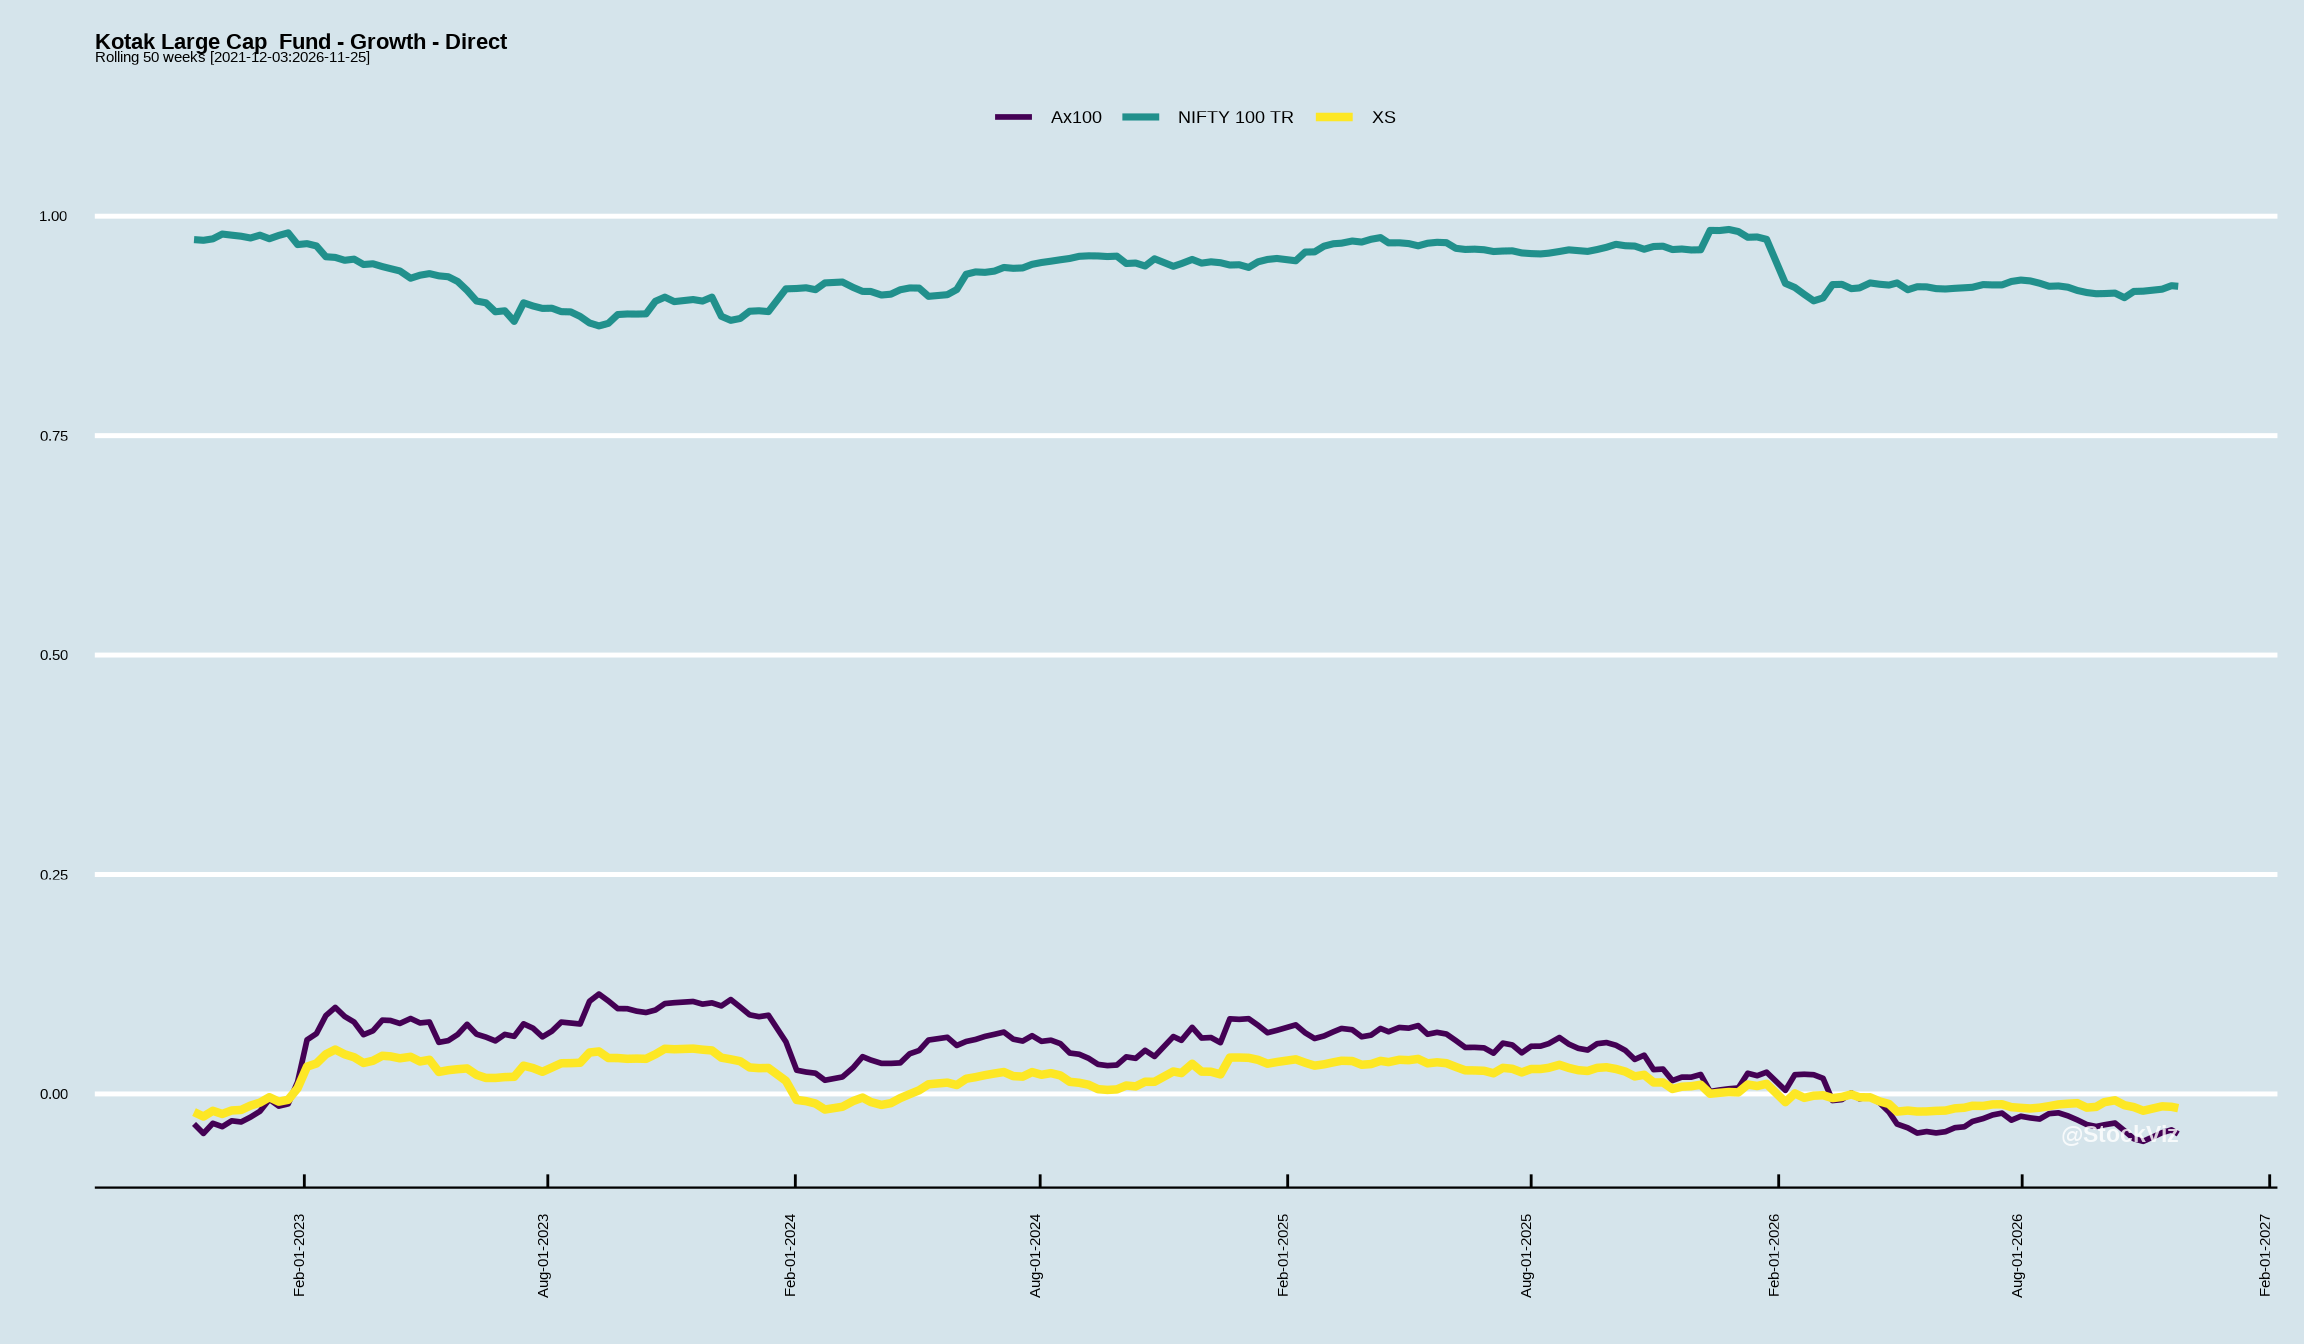 Kotak Large Cap  Fund - Growth - Direct
Rolling 50 weeks [2021-12-03:2026-11-25]
Ax100 NIFTY 100 TR XS
1.00
0.75
0.50
0.25
0.00
@StockViz
Feb-01-2023
Aug-01-2023
Feb-01-2024
Aug-01-2024
Feb-01-2025
Aug-01-2025
Feb-01-2026
Aug-01-2026
Feb-01-2027